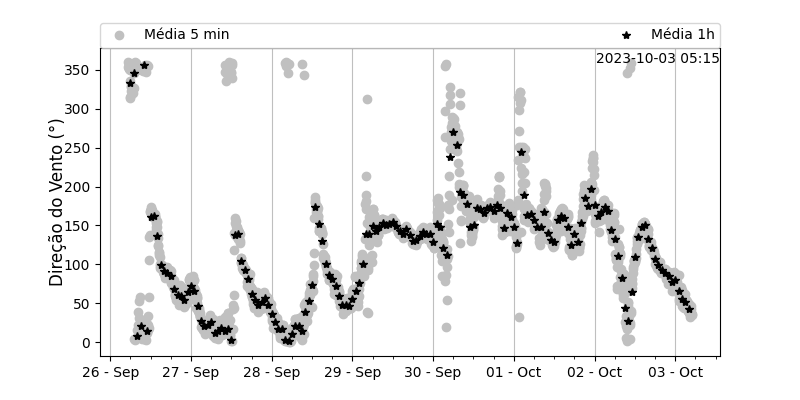 Média 5 min
Média 1h
2023-10-03 05:15
Direção do Vento (°)
350
300
250
200
150
100
50
0
26 - Sep
27 - Sep
28 - Sep
29 - Sep
30 - Sep
01 - Oct
02 - Oct
03 - Oct